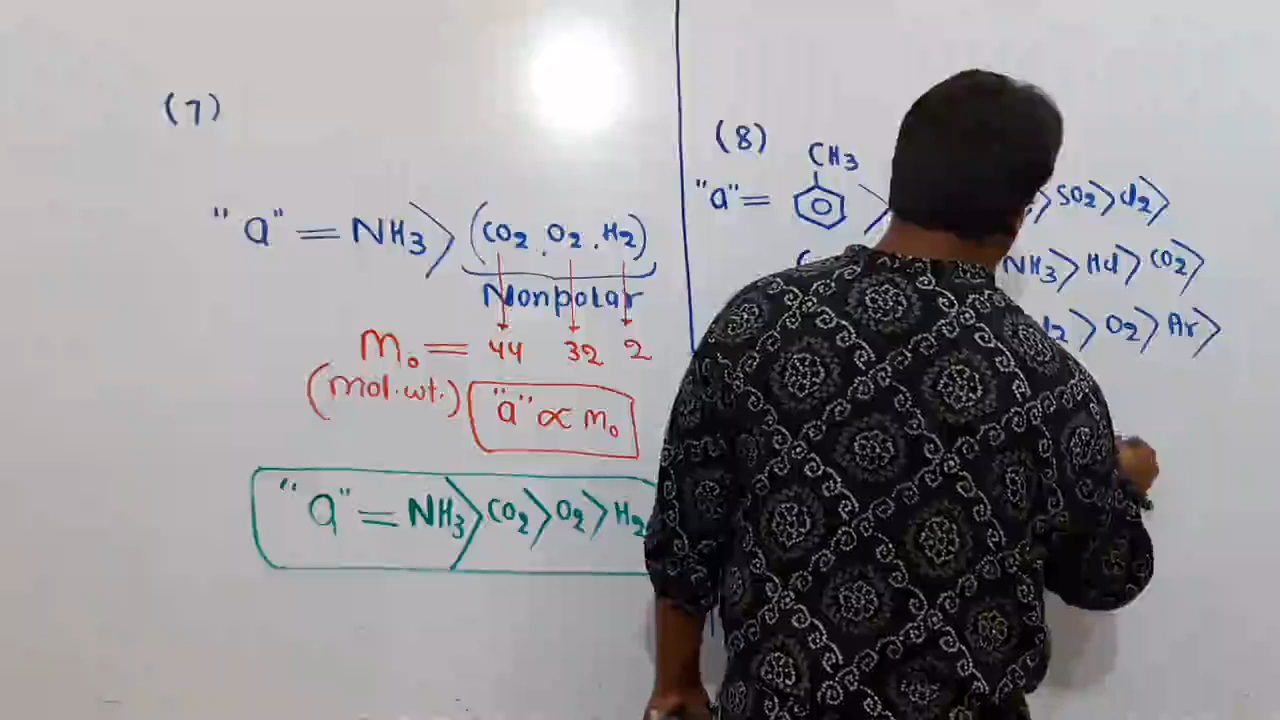 (7)
"a" = NH3 > (CO2, O2, H2)
Nonpolar
M₀ = 44 32 2
(mol. wt.)
"a" ∝ M₀
"a" = NH3 > CO2 > O2 > H2
(8)
CH3
"a" = > SO2 > Cl2 >
NH3 > HCl > CO2 >
> O2 > Ar >